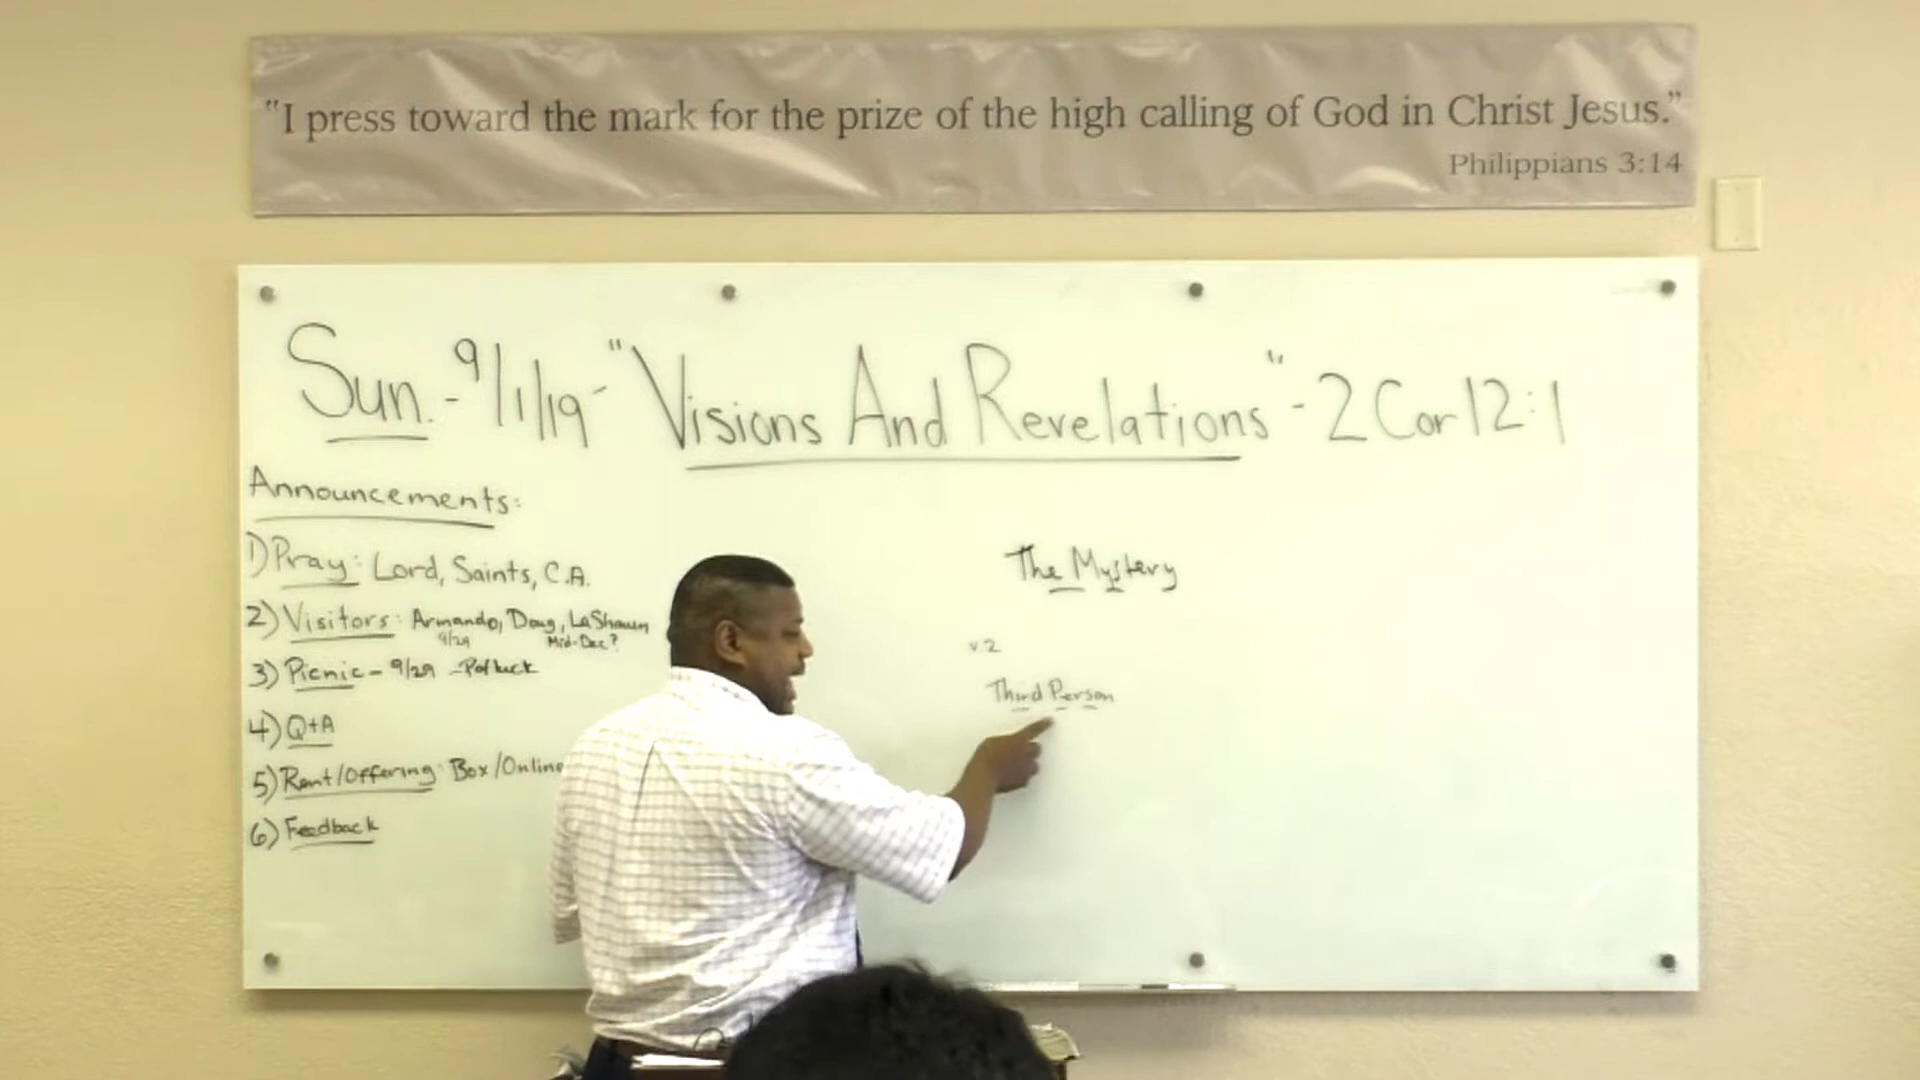 "I press toward the mark for the prize of the high calling of God in Christ Jesus."
Philippians 3:14
Sun. - 9/1/19 - "Visions And Revelations" - 2 Cor 12:1
Announcements:
1) Pray: Lord, Saints, C.A.
2) Visitors: Armando, Doug, LaShawn
9/29 Mid-Dec?
3) Picnic - 9/29 - Potluck
4) Q+A
5) Rent/Offering: Box/Online
6) Feedback
The Mystery
v.2
Third Person